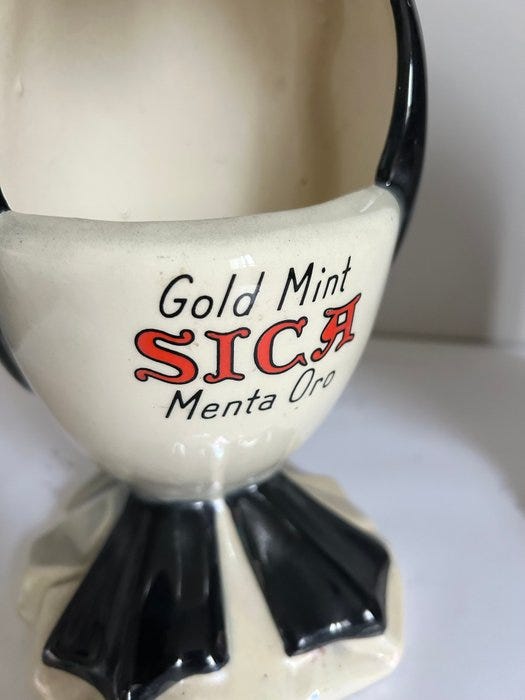 Gold Mint
SICA
Menta Oro